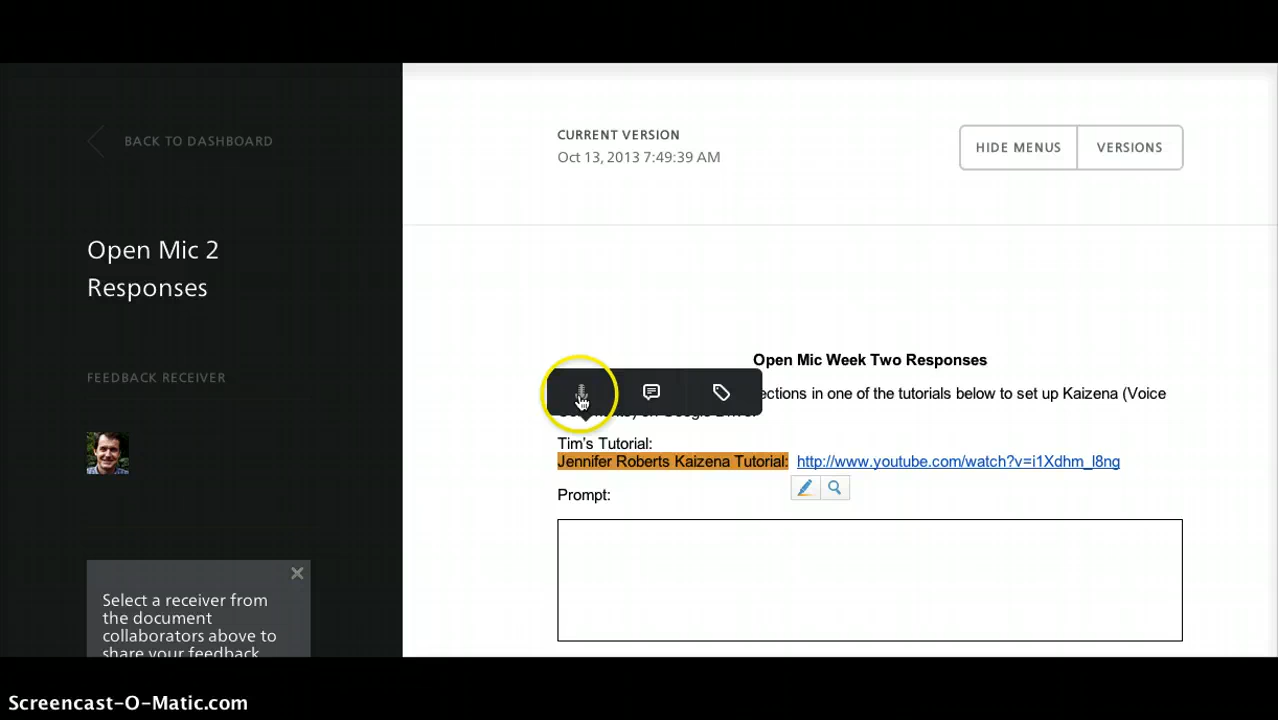 BACK TO DASHBOARD
Open Mic 2
Responses
FEEDBACK RECEIVER
Select a receiver from
the document
collaborators above to
share your feedback
CURRENT VERSION
Oct 13, 2013 7:49:39 AM
HIDE MENUS
VERSIONS
Open Mic Week Two Responses
ections in one of the tutorials below to set up Kaizena (Voice
Tim's Tutorial:
Jennifer Roberts Kaizena Tutorial: http://www.youtube.com/watch?v=i1Xdhm_l8ng
Prompt:
Screencast-O-Matic.com